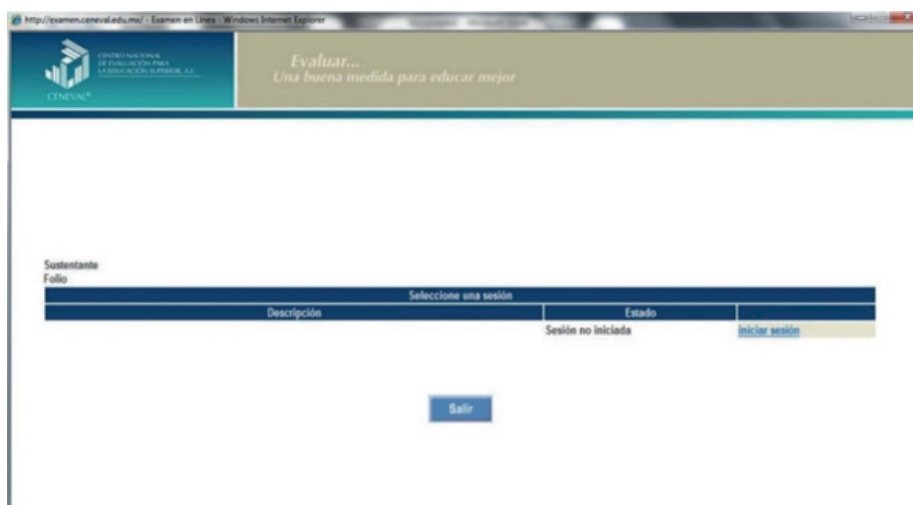 http://examen.ceneval.edu.mx/ - Examen en Línea - Windows Internet Explorer
CENTRO NACIONAL
DE EVALUACIÓN PARA
LA EDUCACIÓN SUPERIOR, A.C.
CENEVAL®
Evaluar...
Una buena medida para educar mejor
Sustentante
Folio
Seleccione una sesión
Descripción Estado
Sesión no iniciada iniciar sesión
Salir